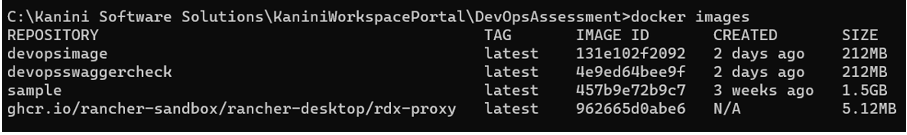 C:\Kanini Software Solutions\KaniniWorkspacePortal\DevOpsAssessment>docker images
REPOSITORY TAG IMAGE ID CREATED SIZE
devopsimage latest 131e102f2092 2 days ago 212MB
devopsswaggercheck latest 4e9ed64bee9f 2 days ago 212MB
sample latest 457b9e72b9c7 3 weeks ago 1.5GB
ghcr.io/rancher-sandbox/rancher-desktop/rdx-proxy latest 962665d0abe6 N/A 5.12MB